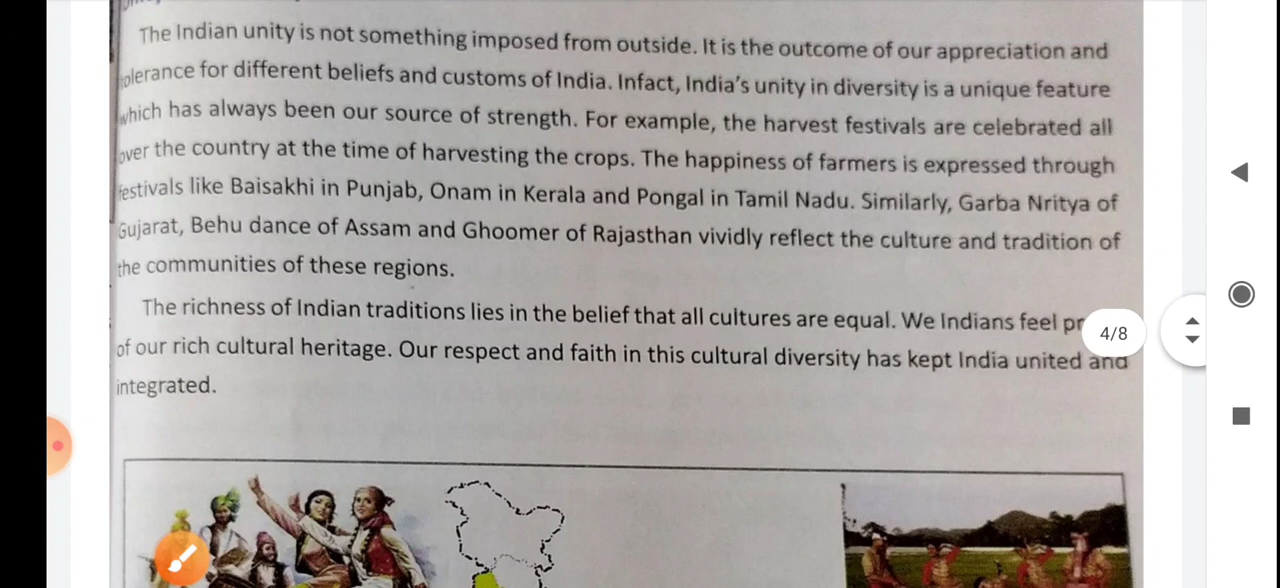 The Indian unity is not something imposed from outside. It is the outcome of our appreciation and
tolerance for different beliefs and customs of India. Infact, India's unity in diversity is a unique feature
which has always been our source of strength. For example, the harvest festivals are celebrated all
over the country at the time of harvesting the crops. The happiness of farmers is expressed through
festivals like Baisakhi in Punjab, Onam in Kerala and Pongal in Tamil Nadu. Similarly, Garba Nritya of
Gujarat, Behu dance of Assam and Ghoomer of Rajasthan vividly reflect the culture and tradition of
the communities of these regions.
The richness of Indian traditions lies in the belief that all cultures are equal. We Indians feel pr
4/8
of our rich cultural heritage. Our respect and faith in this cultural diversity has kept India united and
integrated.